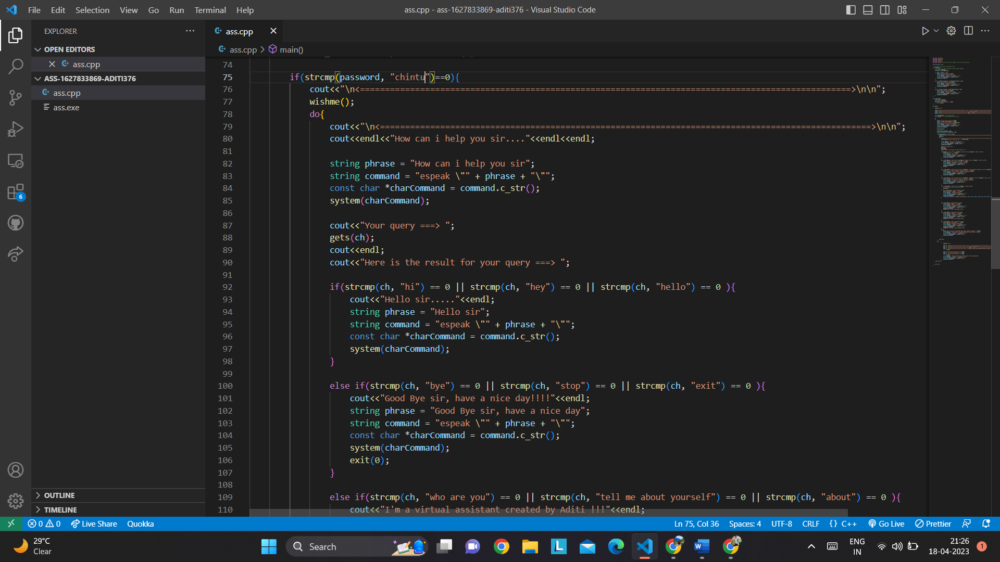 File Edit Selection View Go Run Terminal Help
ass.cpp - ass-1627833869-aditi376 - Visual Studio Code
EXPLORER
OPEN EDITORS
ass.cpp
ASS-1627833869-ADITI376
ass.cpp
ass.exe
OUTLINE
TIMELINE
6
ass.cpp
ass.cpp > main()
74
75 if(strcmp(password, "chintu")==0){
76 cout<<"\n<==================================================================================================>\n\n";
77 wishme();
78 do{
79 cout<<"\n<==================================================================================================>\n\n";
80 cout<<endl<<"How can i help you sir...."<<endl<<endl;
81
82 string phrase = "How can i help you sir";
83 string command = "espeak \"" + phrase + "\"";
84 const char *charCommand = command.c_str();
85 system(charCommand);
86
87 cout<<"Your query ===> ";
88 gets(ch);
89 cout<<endl;
90 cout<<"Here is the result for your query ===> ";
91
92 if(strcmp(ch, "hi") == 0 || strcmp(ch, "hey") == 0 || strcmp(ch, "hello") == 0 ){
93 cout<<"Hello sir....."<<endl;
94 string phrase = "Hello sir";
95 string command = "espeak \"" + phrase + "\"";
96 const char *charCommand = command.c_str();
97 system(charCommand);
98 }
99
100 else if(strcmp(ch, "bye") == 0 || strcmp(ch, "stop") == 0 || strcmp(ch, "exit") == 0 ){
101 cout<<"Good Bye sir, have a nice day!!!!"<<endl;
102 string phrase = "Good Bye sir, have a nice day";
103 string command = "espeak \"" + phrase + "\"";
104 const char *charCommand = command.c_str();
105 system(charCommand);
106 exit(0);
107 }
108
109 else if(strcmp(ch, "who are you") == 0 || strcmp(ch, "tell me about yourself") == 0 || strcmp(ch, "about") == 0 ){
110 cout<<"I'm a virtual assistant created by Aditi !!!"<<endl;
0 0 Live Share Quokka
Ln 75, Col 36 Spaces: 4 UTF-8 CRLF {} C++ Go Live Prettier
29°C
Clear
Search
ENG
IN
21:26
18-04-2023
1